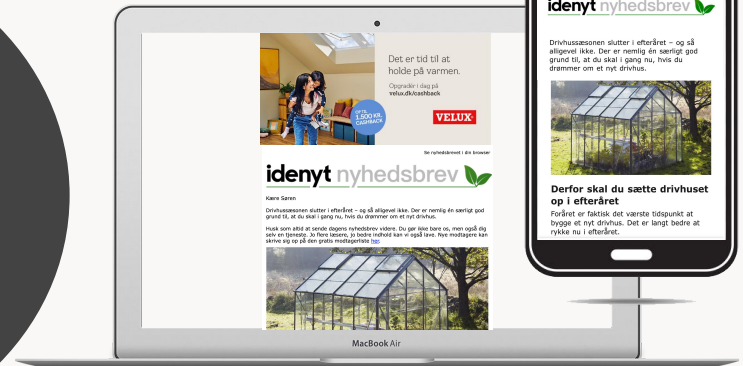 Det er tid til at
holde på varmen.
Opgradér i dag på
velux.dk/cashback
OP TIL
1.500 KR.
CASHBACK
VELUX
Se nyhedsbrevet i din browser
idenyt nyhedsbrev
Kære Søren
Drivhussæsonen slutter i efteråret – og så alligevel ikke. Der er nemlig én særligt god
grund til, at du skal i gang nu, hvis du drømmer om et nyt drivhus.
Husk som altid at sende dagens nyhedsbrev videre. Du gør ikke bare os, men også dig
selv en tjeneste. Jo flere læsere, jo bedre indhold kan vi også lave. Nye modtagere kan
skrive sig op på den gratis modtagerliste her.
MacBook Air
idenyt nyhedsbrev
Drivhussæsonen slutter i efteråret – og så
alligevel ikke. Der er nemlig én særligt god
grund til, at du skal i gang nu, hvis du
drømmer om et nyt drivhus.
Derfor skal du sætte drivhuset
op i efteråret
Foråret er faktisk det værste tidspunkt at
bygge et nyt drivhus. Det er langt bedre at
rykke nu i efteråret.